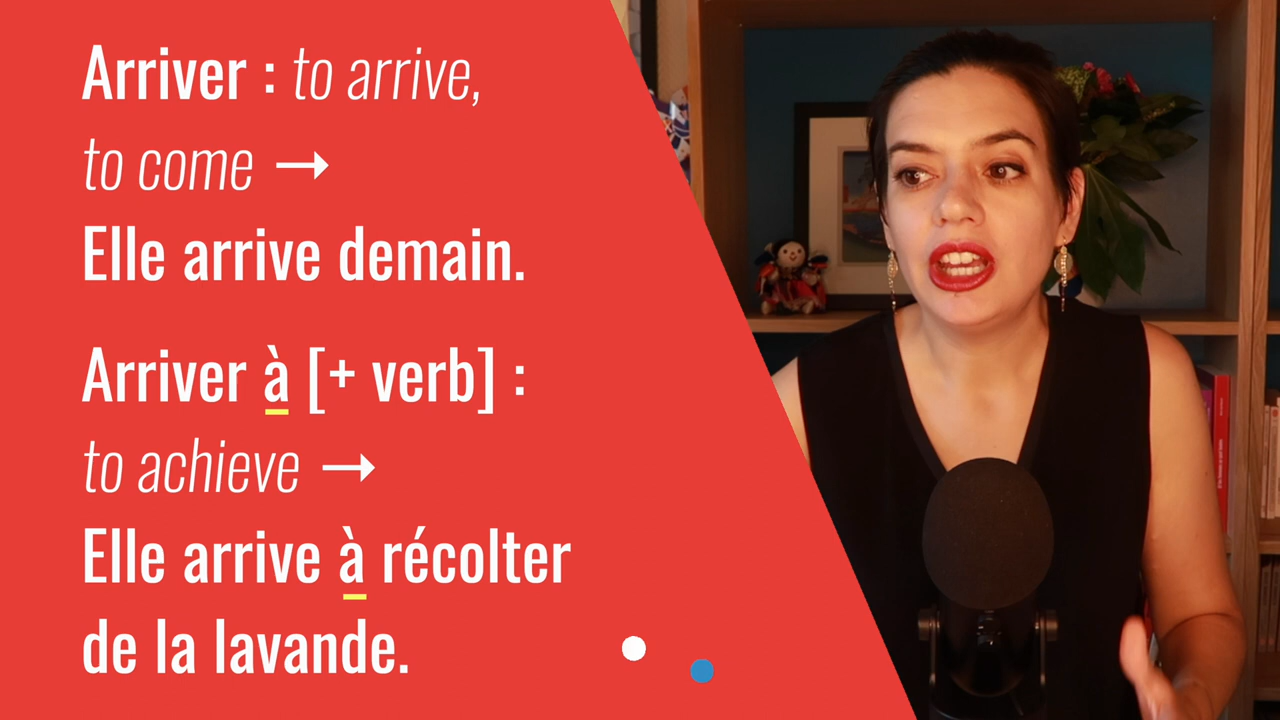 Arriver : to arrive,
to come →
Elle arrive demain.
Arriver à [+ verb] :
to achieve →
Elle arrive à récolter
de la lavande.